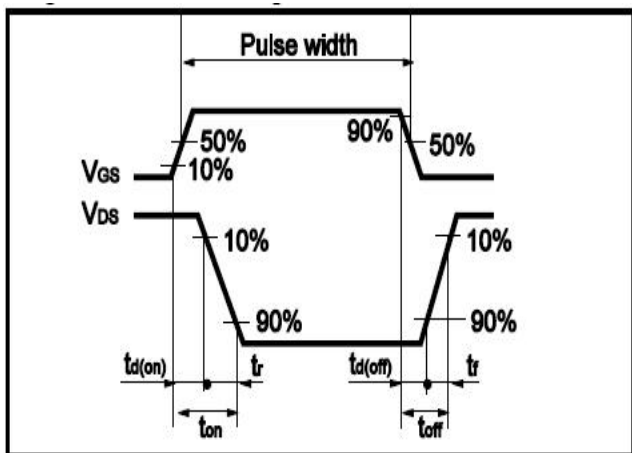 Pulse width
90%
50%
50%
10%
VGS
VDS
10%
10%
90%
90%
td(on)
tr
td(off)
tf
ton
toff